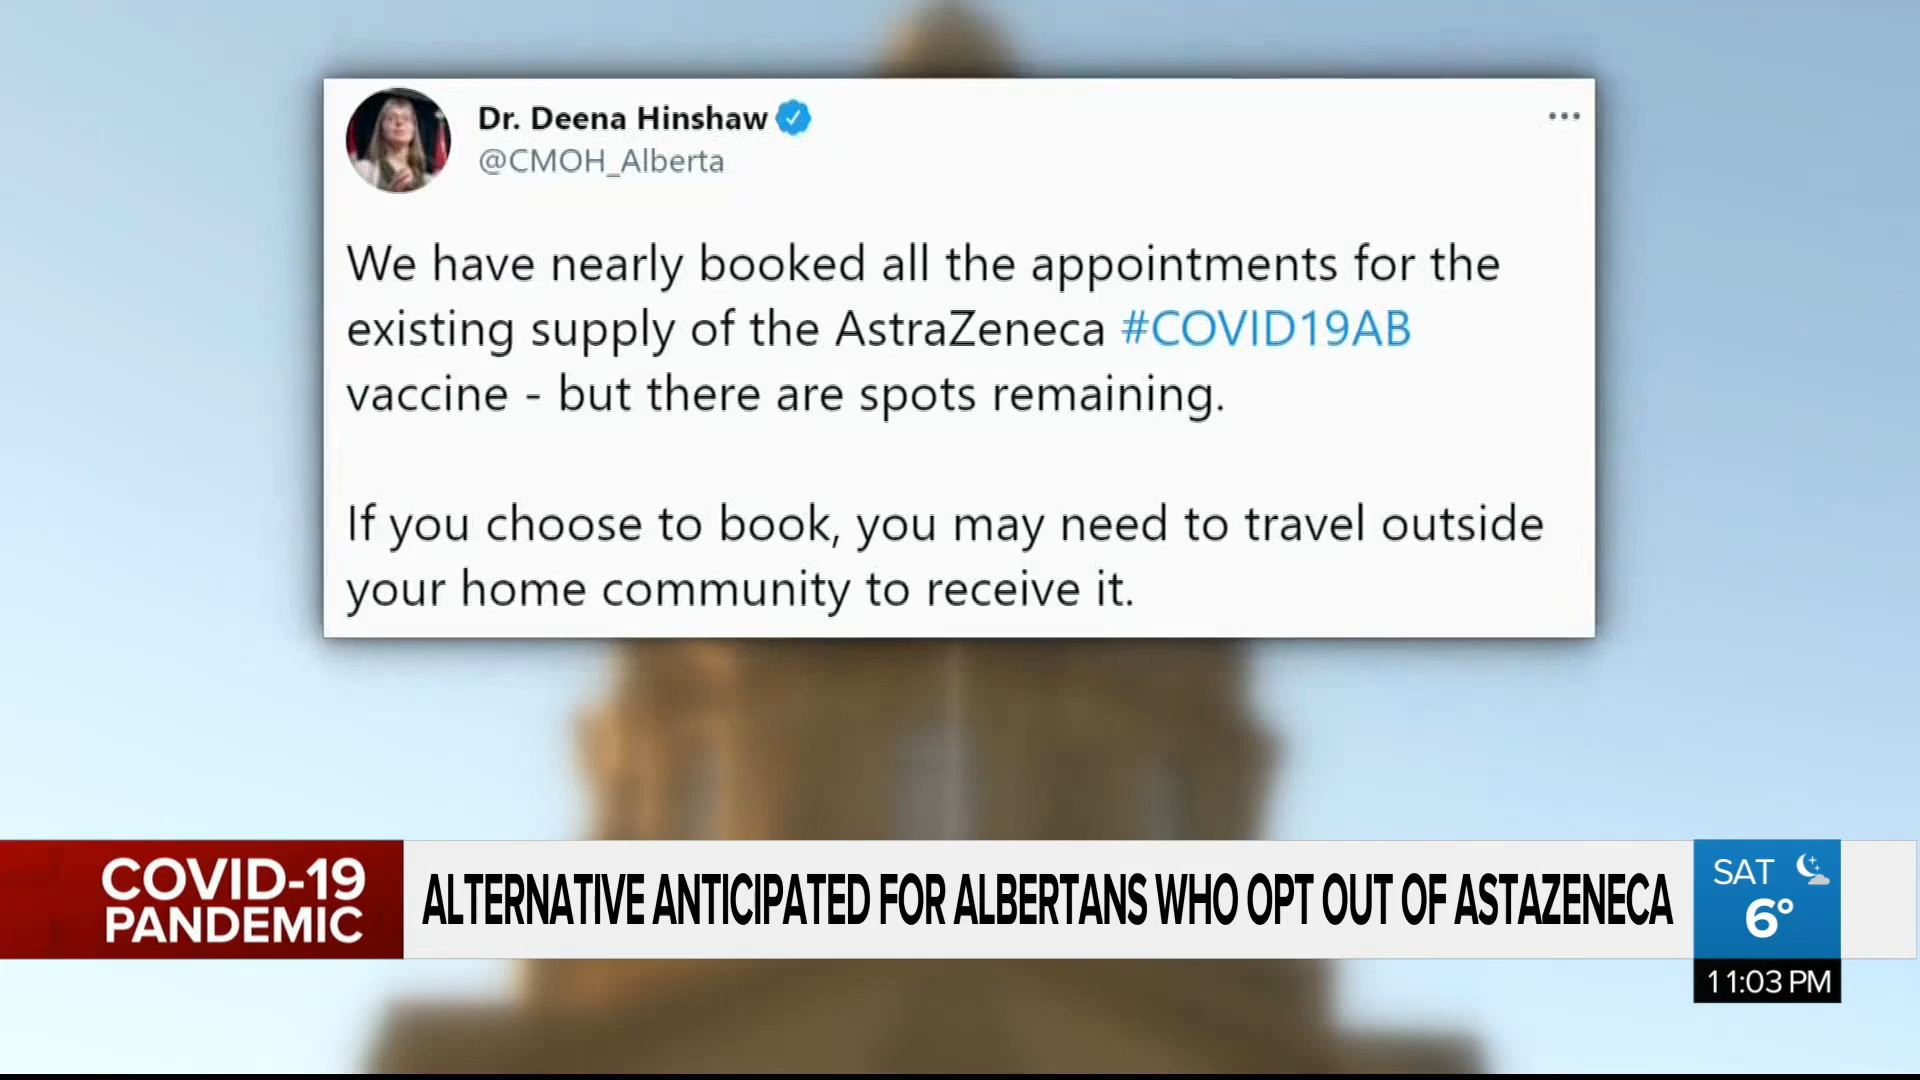 Dr. Deena Hinshaw
@CMOH_Alberta
We have nearly booked all the appointments for the
existing supply of the AstraZeneca #COVID19AB
vaccine - but there are spots remaining.
If you choose to book, you may need to travel outside
your home community to receive it.
COVID-19
PANDEMIC
ALTERNATIVE ANTICIPATED FOR ALBERTANS WHO OPT OUT OF ASTAZENECA
SAT
6°
11:03 PM